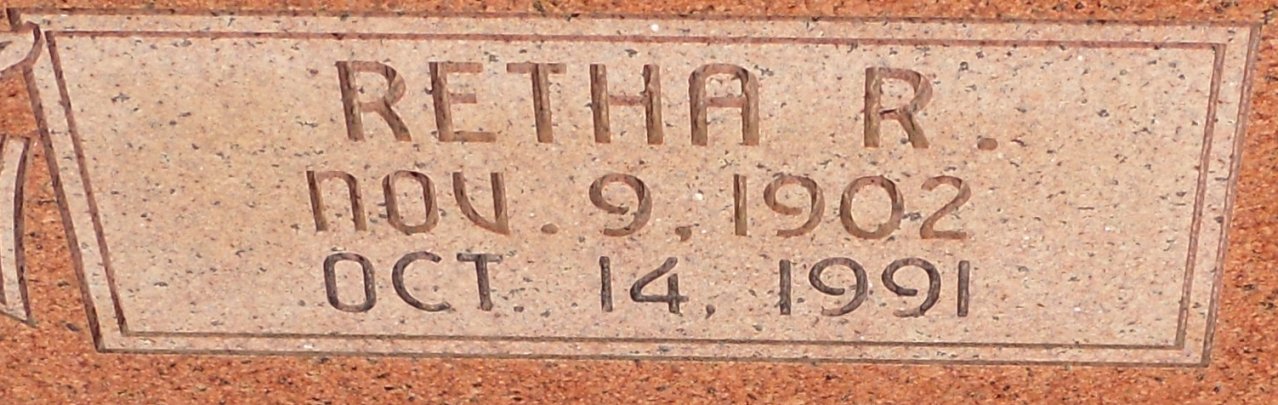 RETHA R.
NOV. 9, 1902
OCT. 14, 1991